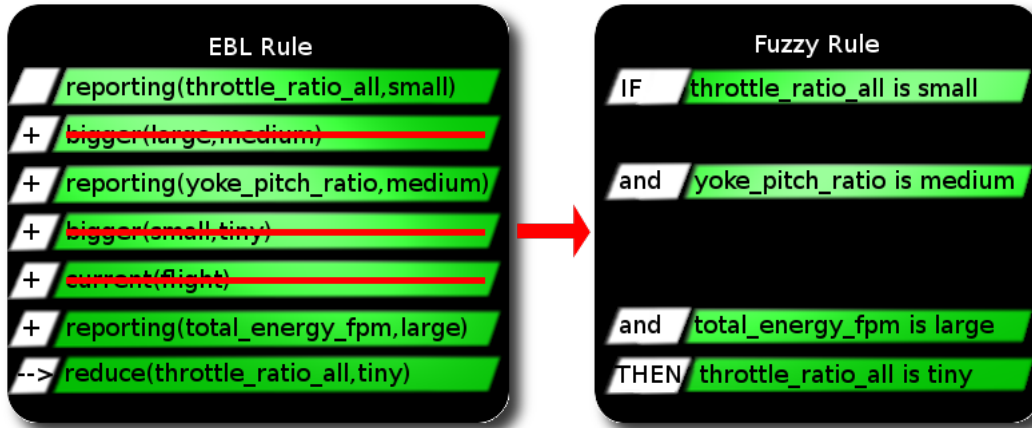 EBL Rule
reporting(throttle_ratio_all,small)
+ bigger(large,medium)
+ reporting(yoke_pitch_ratio,medium)
+ bigger(small,tiny)
+ current(flight)
+ reporting(total_energy_fpm,large)
--> reduce(throttle_ratio_all,tiny)
Fuzzy Rule
IF throttle_ratio_all is small
and yoke_pitch_ratio is medium
and total_energy_fpm is large
THEN throttle_ratio_all is tiny